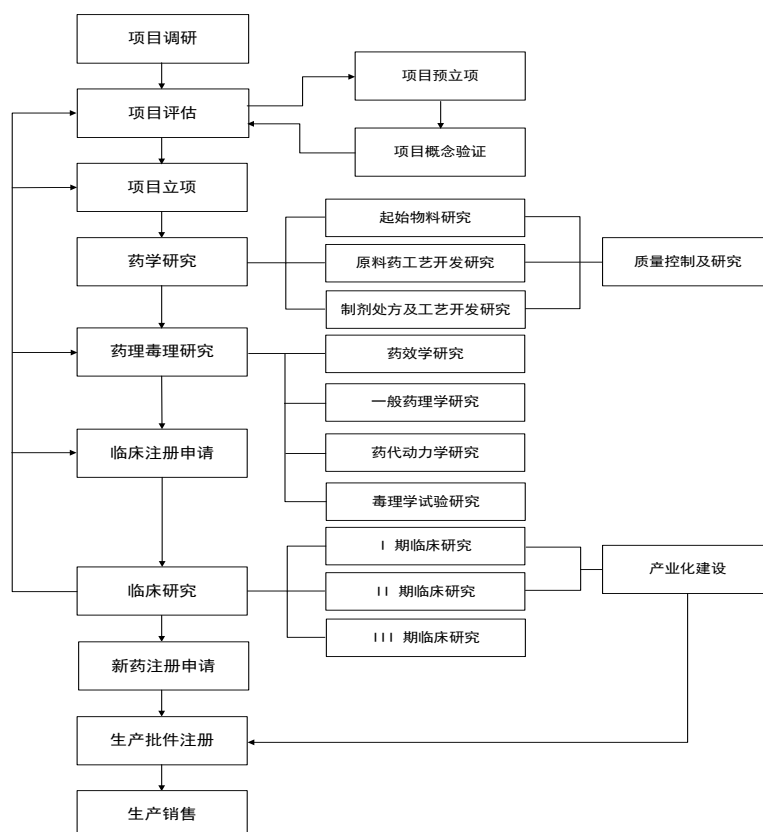 项目调研
项目预立项
项目评估
项目概念验证
项目立项
起始物料研究
药学研究
原料药工艺开发研究
质量控制及研究
制剂处方及工艺开发研究
药理毒理研究
药效学研究
一般药理学研究
临床注册申请
药代动力学研究
毒理学试验研究
I 期临床研究
产业化建设
临床研究
II 期临床研究
III 期临床研究
新药注册申请
生产批件注册
生产销售